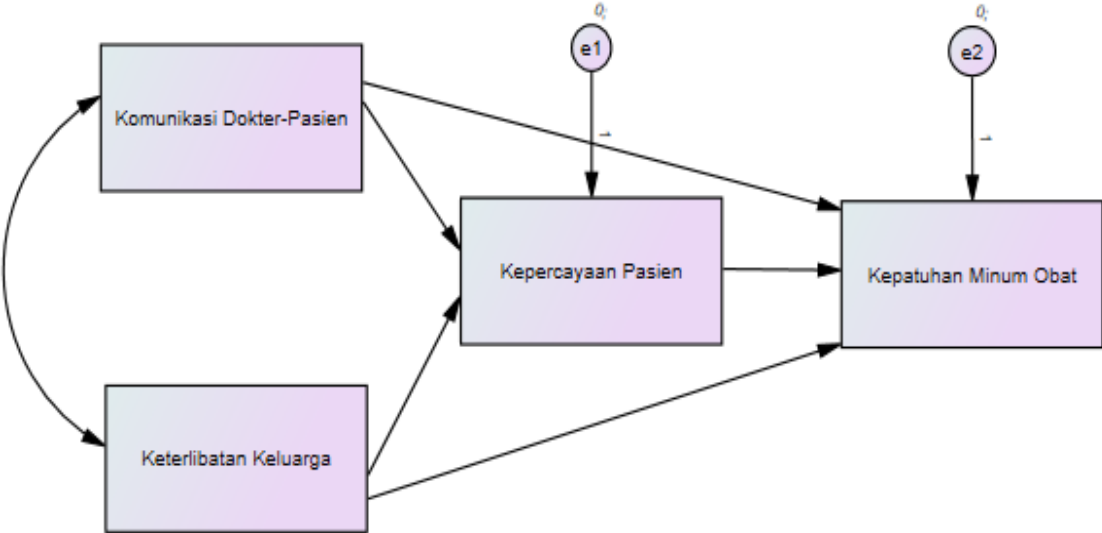 0;
e1
0;
e2
Komunikasi Dokter-Pasien
1
1
Kepercayaan Pasien
Kepatuhan Minum Obat
Keterlibatan Keluarga